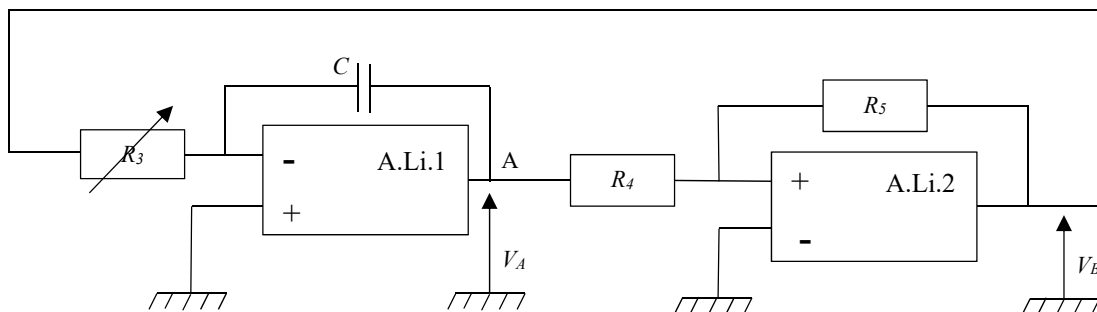 C
R5
R3
-
A.Li.1
A
+
R4
+
A.Li.2
-
VA
VB